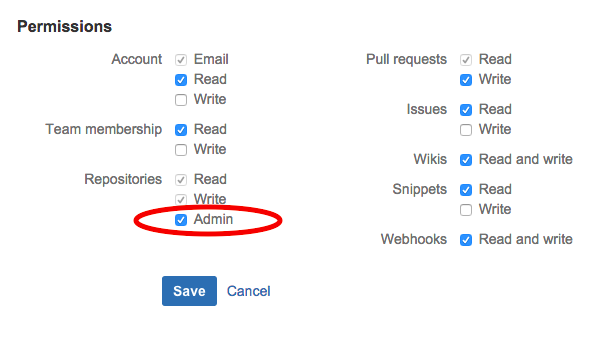 Permissions
Account Email
Read
Write
Team membership Read
Write
Repositories Read
Write
Admin
Pull requests Read
Write
Issues Read
Write
Wikis Read and write
Snippets Read
Write
Webhooks Read and write
Save Cancel